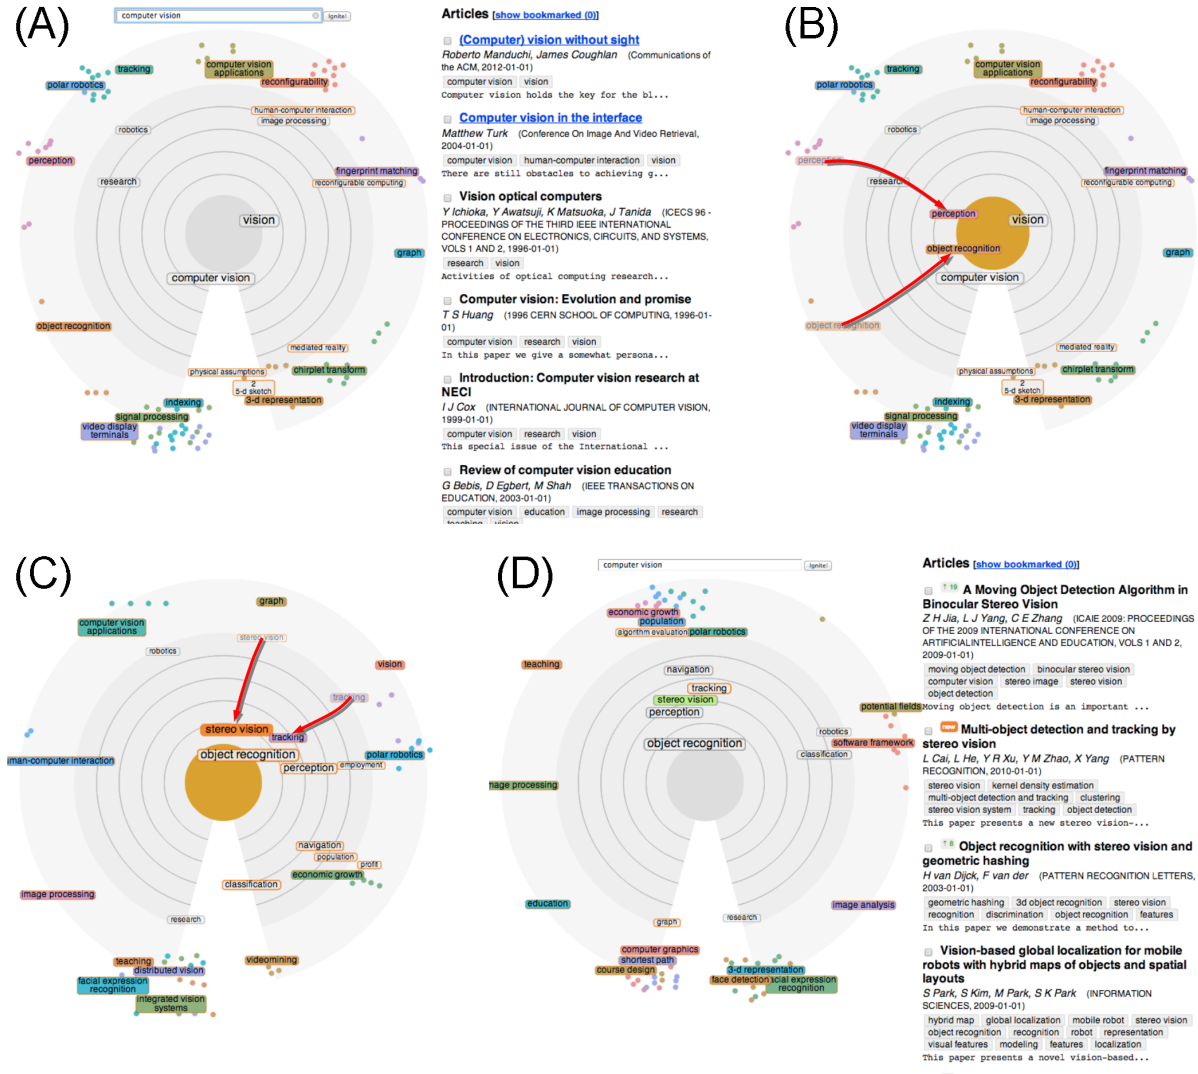 (A)
computer vision
Ignite!
tracking
polar robotics
computer vision
applications
reconfigurability
human-computer interaction
image processing
robotics
perception
research
fingerprint matching
reconfigurable computing
vision
graph
computer vision
object recognition
mediated reality
physical assumptions
chirplet transform
2
5-d sketch
3-d representation
indexing
signal processing
video display
terminals
Articles [show bookmarked (0)]
(Computer) vision without sight
Roberto Manduchi, James Coughlan (Communications of
the ACM, 2012-01-01)
computer vision vision
Computer vision holds the key for the bl...
Computer vision in the interface
Matthew Turk (Conference On Image And Video Retrieval,
2004-01-01)
computer vision human-computer interaction vision
There are still obstacles to achieving g...
Vision optical computers
Y Ichioka, Y Awatsuji, K Matsuoka, J Tanida (ICECS 96 -
PROCEEDINGS OF THE THIRD IEEE INTERNATIONAL
CONFERENCE ON ELECTRONICS, CIRCUITS, AND SYSTEMS,
VOLS 1 AND 2, 1996-01-01)
research vision
Activities of optical computing research...
Computer vision: Evolution and promise
T S Huang (1996 CERN SCHOOL OF COMPUTING, 1996-01-
01)
computer vision research vision
In this paper we give a somewhat persona...
Introduction: Computer vision research at
NECI
I J Cox (INTERNATIONAL JOURNAL OF COMPUTER VISION,
1999-01-01)
computer vision research vision
This special issue of the International ...
Review of computer vision education
G Bebis, D Egbert, M Shah (IEEE TRANSACTIONS ON
EDUCATION, 2003-01-01)
computer vision education image processing research
teaching vision
(B)
tracking
polar robotics
computer vision
applications
reconfigurability
human-computer interaction
image processing
robotics
perception
research
fingerprint matching
reconfigurable computing
perception
vision
object recognition
graph
computer vision
object recognition
mediated reality
physical assumptions
chirplet transform
2
5-d sketch
3-d representation
indexing
signal processing
video display
terminals
(C)
graph
computer vision
applications
stereo vision
robotics
vision
tracking
stereo vision
tracking
object recognition
polar robotics
perception
employment
uman-computer interaction
navigation
population
profit
economic growth
classification
image processing
research
teaching
distributed vision
videomining
facial expression
recognition
integrated vision
systems
(D)
computer vision
Ignite!
economic growth
population
algorithm evaluation
polar robotics
teaching
navigation
tracking
stereo vision
perception
potential fields
robotics
software framework
object recognition
classification
mage processing
education
image analysis
graph
research
computer graphics
shortest path
course design
3-d representation
face detection
cial expression
recognition
Articles [show bookmarked (0)]
↑ 19 A Moving Object Detection Algorithm in
Binocular Stereo Vision
Z H Jia, L J Yang, C E Zhang (ICAIE 2009: PROCEEDINGS
OF THE 2009 INTERNATIONAL CONFERENCE ON
ARTIFICIALINTELLIGENCE AND EDUCATION, VOLS 1 AND 2,
2009-01-01)
moving object detection binocular stereo vision
computer vision stereo image stereo vision
object detection
Moving object detection is an important ...
new Multi-object detection and tracking by
stereo vision
L Cai, L He, Y R Xu, Y M Zhao, X Yang (PATTERN
RECOGNITION, 2010-01-01)
stereo vision kernel density estimation
multi-object detection and tracking clustering
stereo vision system tracking object detection
This paper presents a new stereo vision-...
↑ 8 Object recognition with stereo vision and
geometric hashing
H van Dijck, F van der (PATTERN RECOGNITION LETTERS,
2003-01-01)
geometric hashing 3d object recognition stereo vision
recognition discrimination object recognition features
In this paper we demonstrate a method to...
Vision-based global localization for mobile
robots with hybrid maps of objects and spatial
layouts
S Park, S Kim, M Park, S K Park (INFORMATION
SCIENCES, 2009-01-01)
hybrid map global localization mobile robot stereo vision
object recognition recognition robot representation
visual features modeling features localization
This paper presents a novel vision-based...